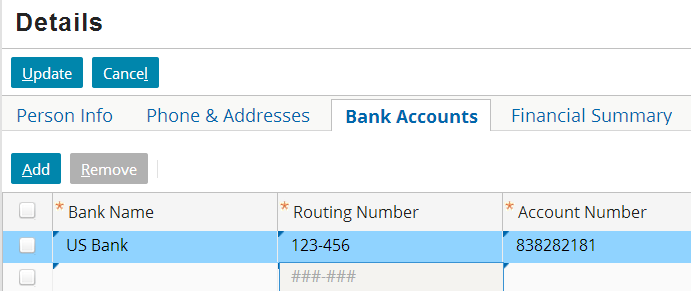 Details
Update Cancel
Person Info Phone & Addresses Bank Accounts Financial Summary
Add Remove
* Bank Name * Routing Number * Account Number
US Bank 123-456 838282181
###-###